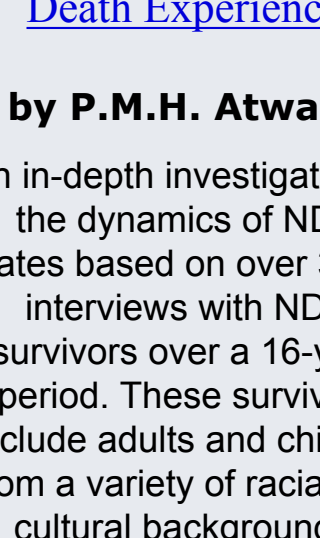 Death Experienc
by P.M.H. Atwa
n in-depth investigat
the dynamics of ND
ates based on over
interviews with ND
survivors over a 16-y
period. These surviv
clude adults and chi
om a variety of racia
cultural background